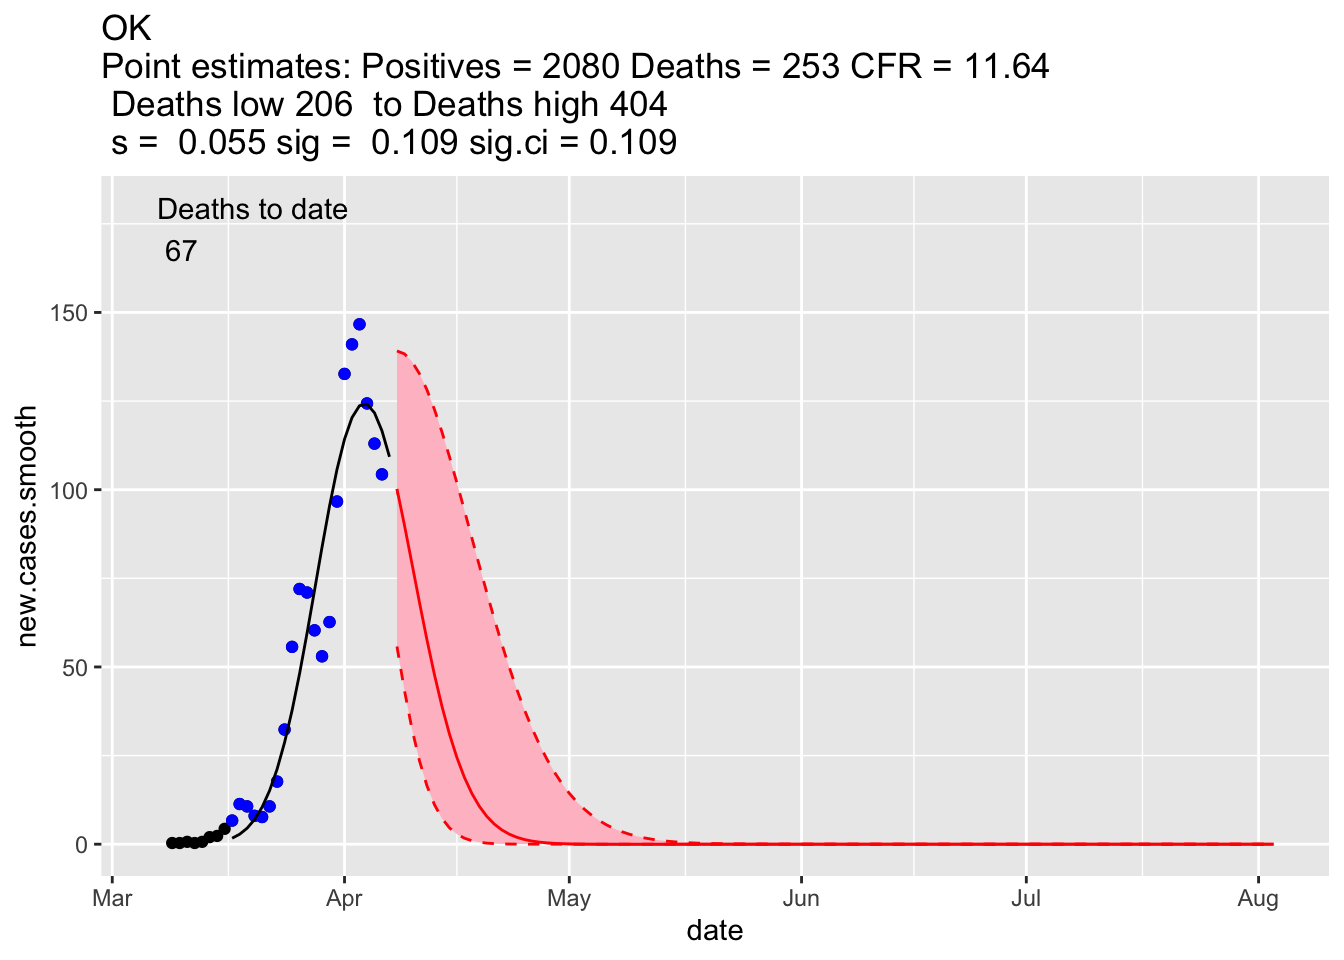 OK
Point estimates: Positives = 2080 Deaths = 253 CFR = 11.64
Deaths low 206  to Deaths high 404
s =  0.055 sig =  0.109 sig.ci = 0.109
Deaths to date
67
150
100
50
0
new.cases.smooth
Mar Apr May Jun Jul Aug
date